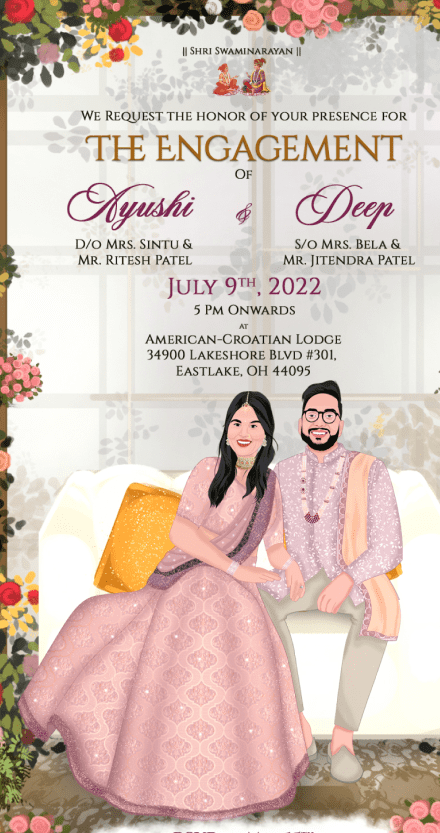 || Shri Swaminarayan ||
We Request the honor of your presence for
The Engagement
Of
Ayushi & Deep
D/o Mrs. Sintu & S/o Mrs. Bela &
Mr. Ritesh Patel Mr. Jitendra Patel
July 9th, 2022
5 Pm Onwards
at
American-Croatian Lodge
34900 Lakeshore Blvd #301,
Eastlake, OH 44095